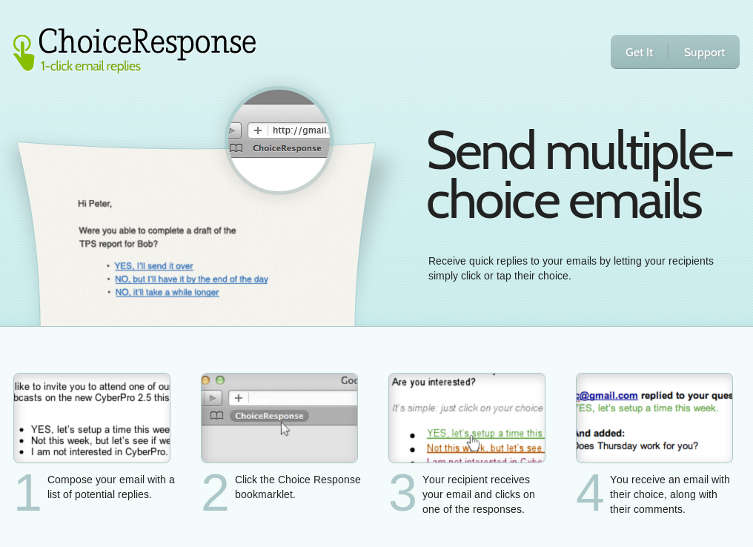 ChoiceResponse
1-click email replies
Get It
Support
http://gmail.
ChoiceResponse
Send multiple-
choice emails
Hi Peter,
Were you able to complete a draft of the
TPS report for Bob?
• YES, I'll send it over
• NO, but I'll have it by the end of the day
• NO, it'll take a while longer
Receive quick replies to your emails by letting your recipients
simply click or tap their choice.
like to invite you to attend one of ou
bcasts on the new CyberPro 2.5 this
• YES, let's setup a time this wee
• Not this week, but let's see if we
• I am not interested in CyberPro.
1
Compose your email with a
list of potential replies.
Goo
ChoiceResponse
2
Click the Choice Response
bookmarklet.
Are you interested?
It's simple: just click on your choice
• YES, let's setup a time this
• Not this week, but let's see
• I am not interested in CyberPro
3
Your recipient receives
your email and clicks on
one of the responses.
@gmail.com replied to your ques
YES, let's setup a time this week.
And added:
Does Thursday work for you?
4
You receive an email with
their choice, along with
their comments.